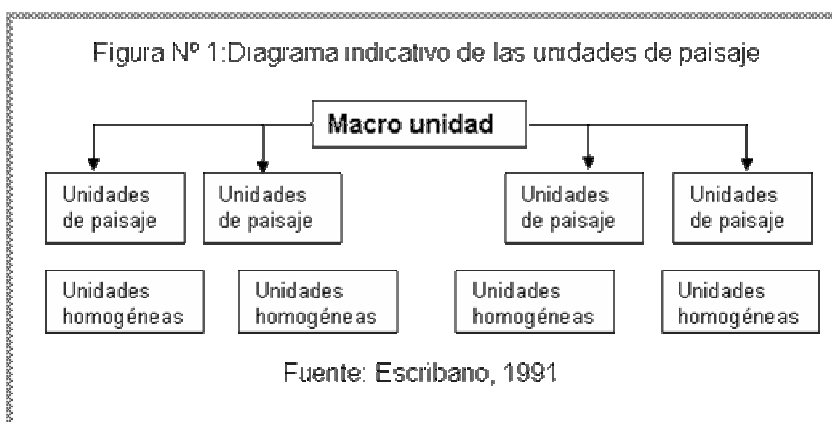 Figura Nº 1:Diagrama indicativo de las unidades de paisaje
Macro unidad
Unidades
de paisaje
Unidades
de paisaje
Unidades
de paisaje
Unidades
de paisaje
Unidades
homogéneas
Unidades
homogéneas
Unidades
homogéneas
Unidades
homogéneas
Fuente: Escribano, 1991